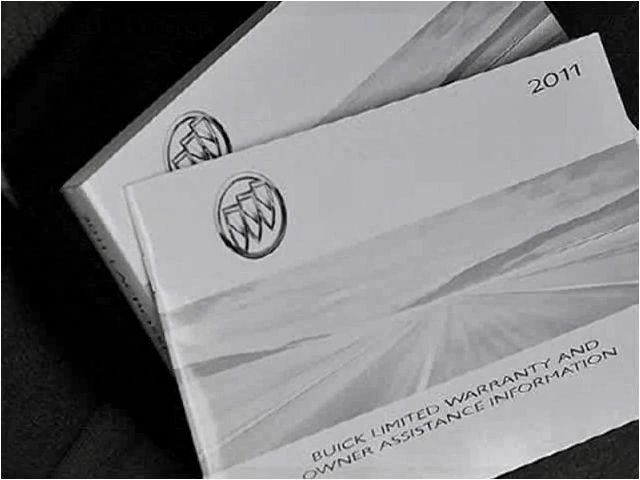 2011
BUICK LIMITED WARRANTY AND
OWNER ASSISTANCE INFORMATION